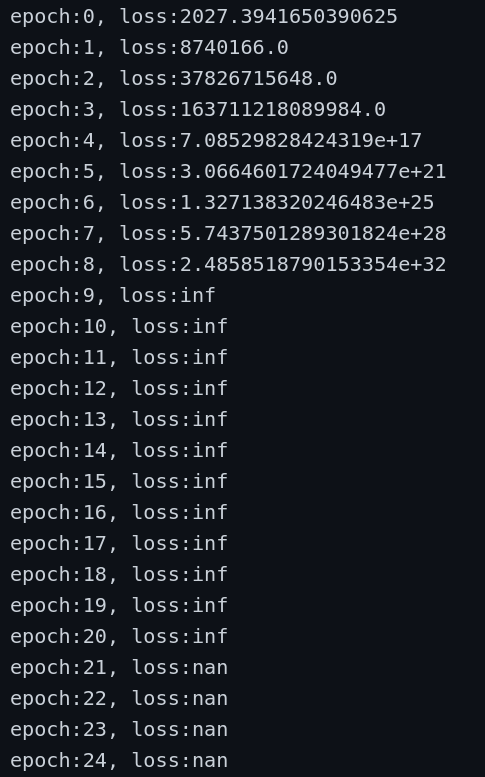 epoch:0, loss:2027.3941650390625
epoch:1, loss:8740166.0
epoch:2, loss:37826715648.0
epoch:3, loss:163711218089984.0
epoch:4, loss:7.08529828424319e+17
epoch:5, loss:3.0664601724049477e+21
epoch:6, loss:1.327138320246483e+25
epoch:7, loss:5.7437501289301824e+28
epoch:8, loss:2.4858518790153354e+32
epoch:9, loss:inf
epoch:10, loss:inf
epoch:11, loss:inf
epoch:12, loss:inf
epoch:13, loss:inf
epoch:14, loss:inf
epoch:15, loss:inf
epoch:16, loss:inf
epoch:17, loss:inf
epoch:18, loss:inf
epoch:19, loss:inf
epoch:20, loss:inf
epoch:21, loss:nan
epoch:22, loss:nan
epoch:23, loss:nan
epoch:24, loss:nan